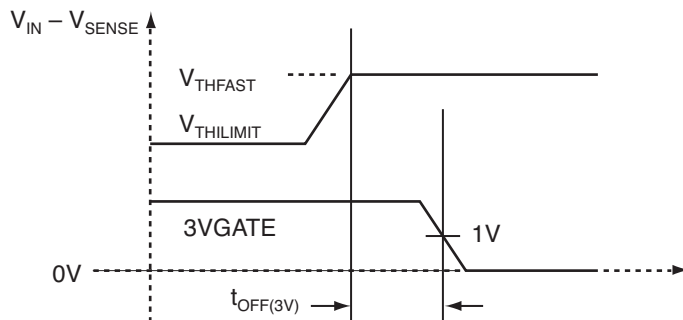 V_IN – V_SENSE
V_THFAST
V_THILIMIT
3VGATE
1V
0V
t_OFF(3V)